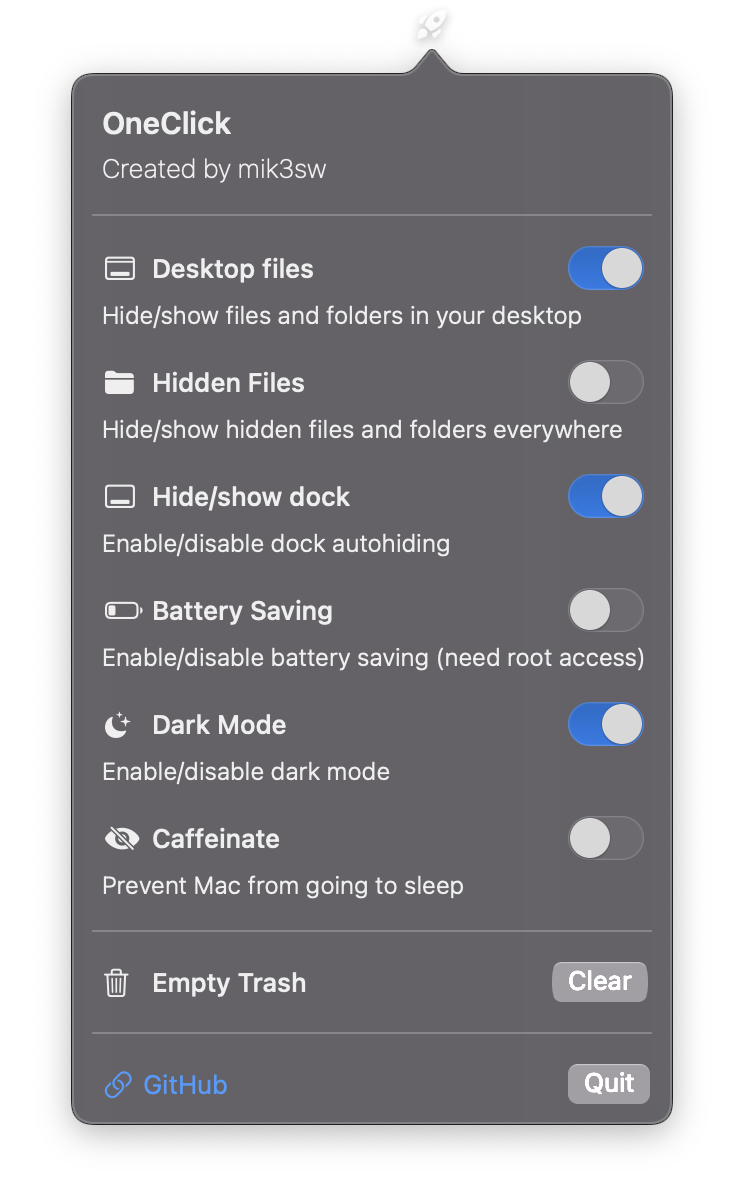 OneClick
Created by mik3sw
Desktop files
Hide/show files and folders in your desktop
Hidden Files
Hide/show hidden files and folders everywhere
Hide/show dock
Enable/disable dock autohiding
Battery Saving
Enable/disable battery saving (need root access)
Dark Mode
Enable/disable dark mode
Caffeinate
Prevent Mac from going to sleep
Empty Trash Clear
GitHub Quit